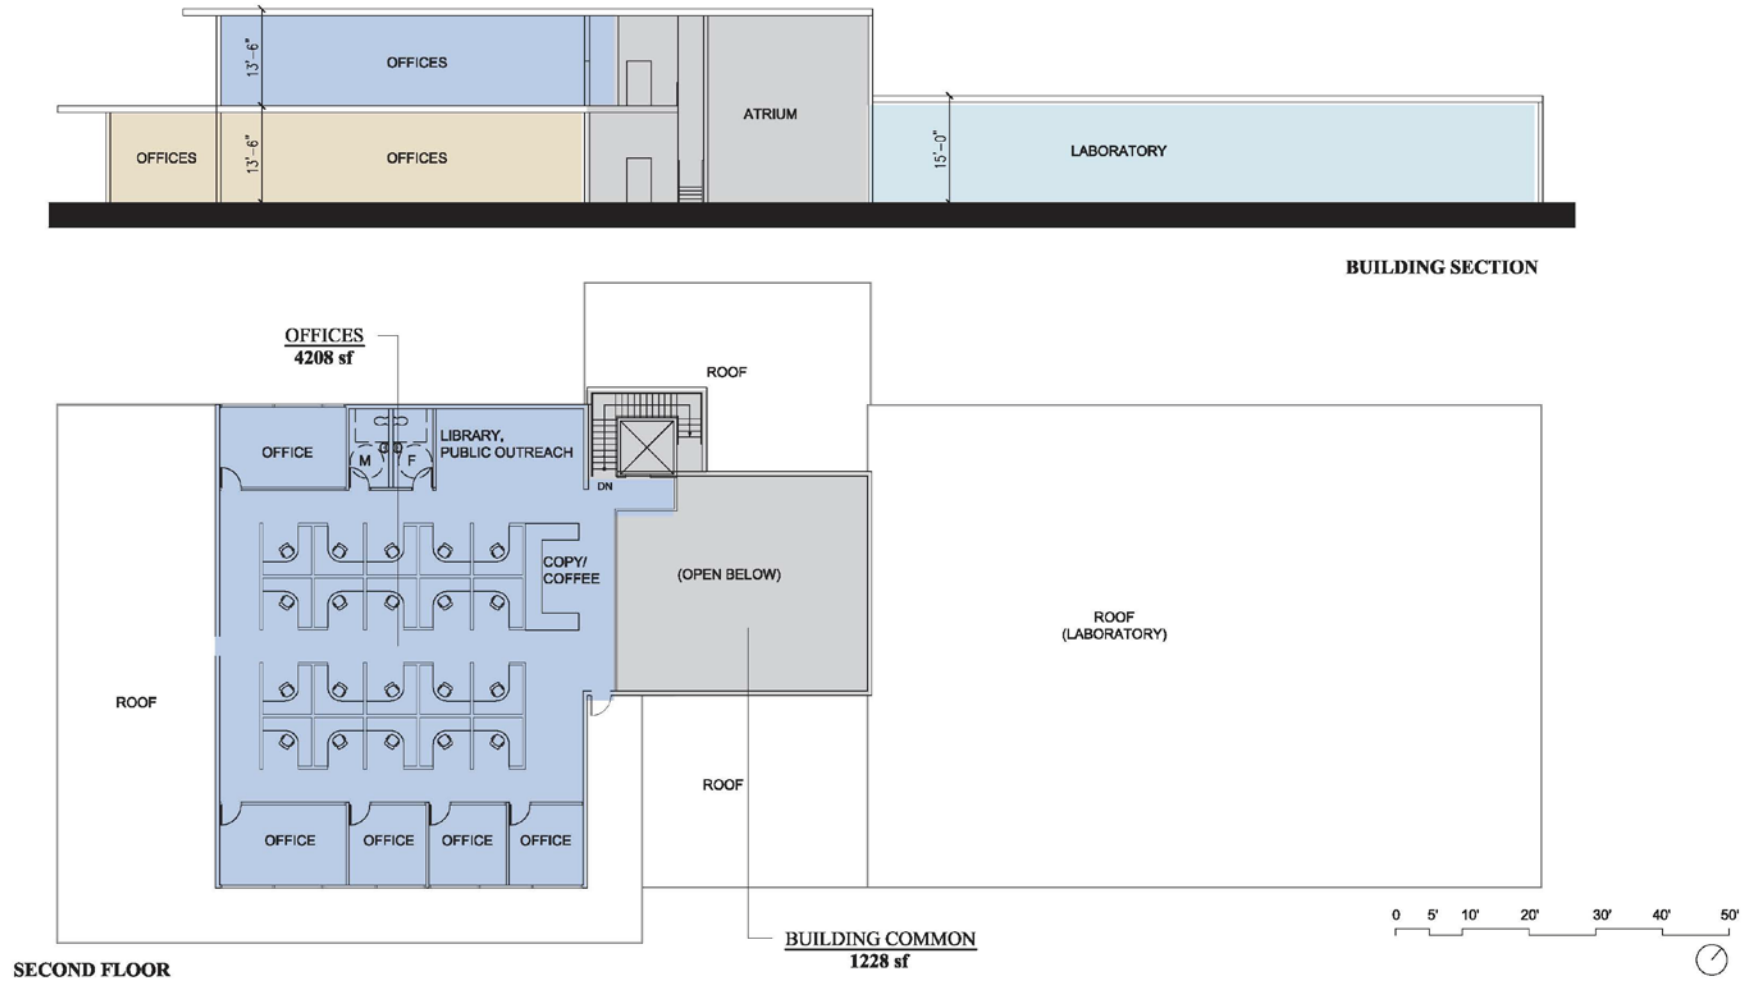 13'-6"
OFFICES
ATRIUM
13'-6"
OFFICES
OFFICES
15'-0"
LABORATORY
BUILDING SECTION
OFFICES
4208 sf
ROOF
OFFICE
M
F
LIBRARY,
PUBLIC OUTREACH
DN
COPY/
COFFEE
(OPEN BELOW)
ROOF
(LABORATORY)
ROOF
ROOF
OFFICE
OFFICE
OFFICE
OFFICE
0 5' 10' 20' 30' 40' 50'
BUILDING COMMON
1228 sf
SECOND FLOOR